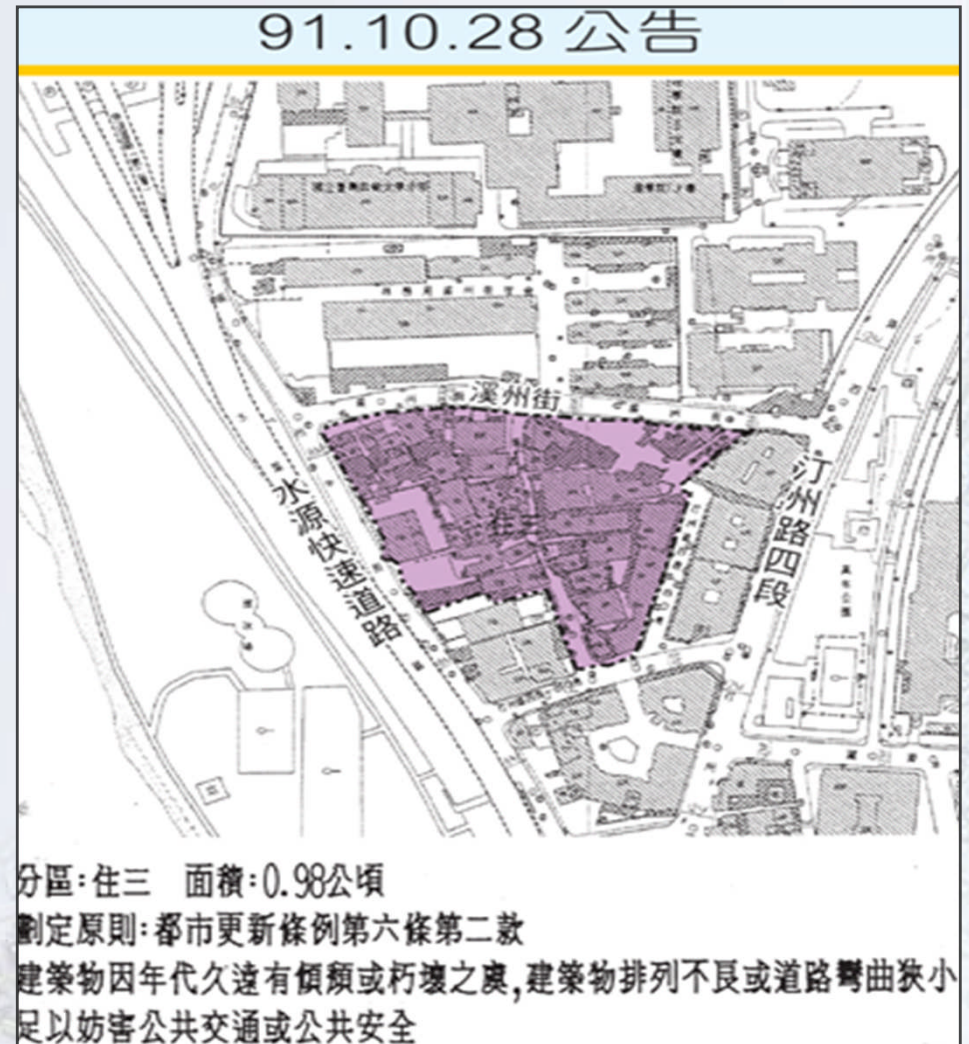 91.10.28 公告
溪州街
汀州路四段
水源快速道路
住三
分區:住三 面積:0.98公頃
劃定原則:都市更新條例第六條第二款
建築物因年代久遠有傾頹或朽壞之虞,建築物排列不良或道路彎曲狹小
足以妨害公共交通或公共安全